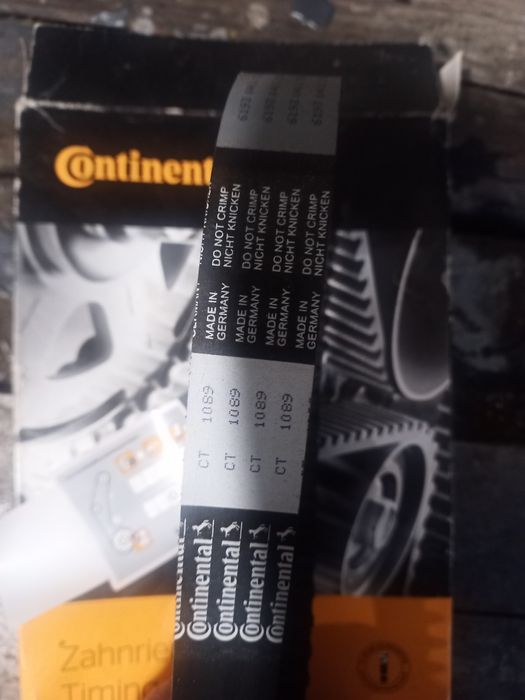 Continent
DO NOT CRIMP
NICHT KNICKEN
DO NOT CRIMP
NICHT KNICKEN
DO NOT CRIMP
NICHT KNICKEN
DO NOT CRIMP
NICHT KNICKEN
MADE IN
GERMANY
MADE IN
GERMANY
MADE IN
GERMANY
MADE IN
GERMANY
CT 1089
CT 1089
CT 1089
CT 1089
Continental
Continental
Continental
Continental
Continental
Zahnrie
Timing